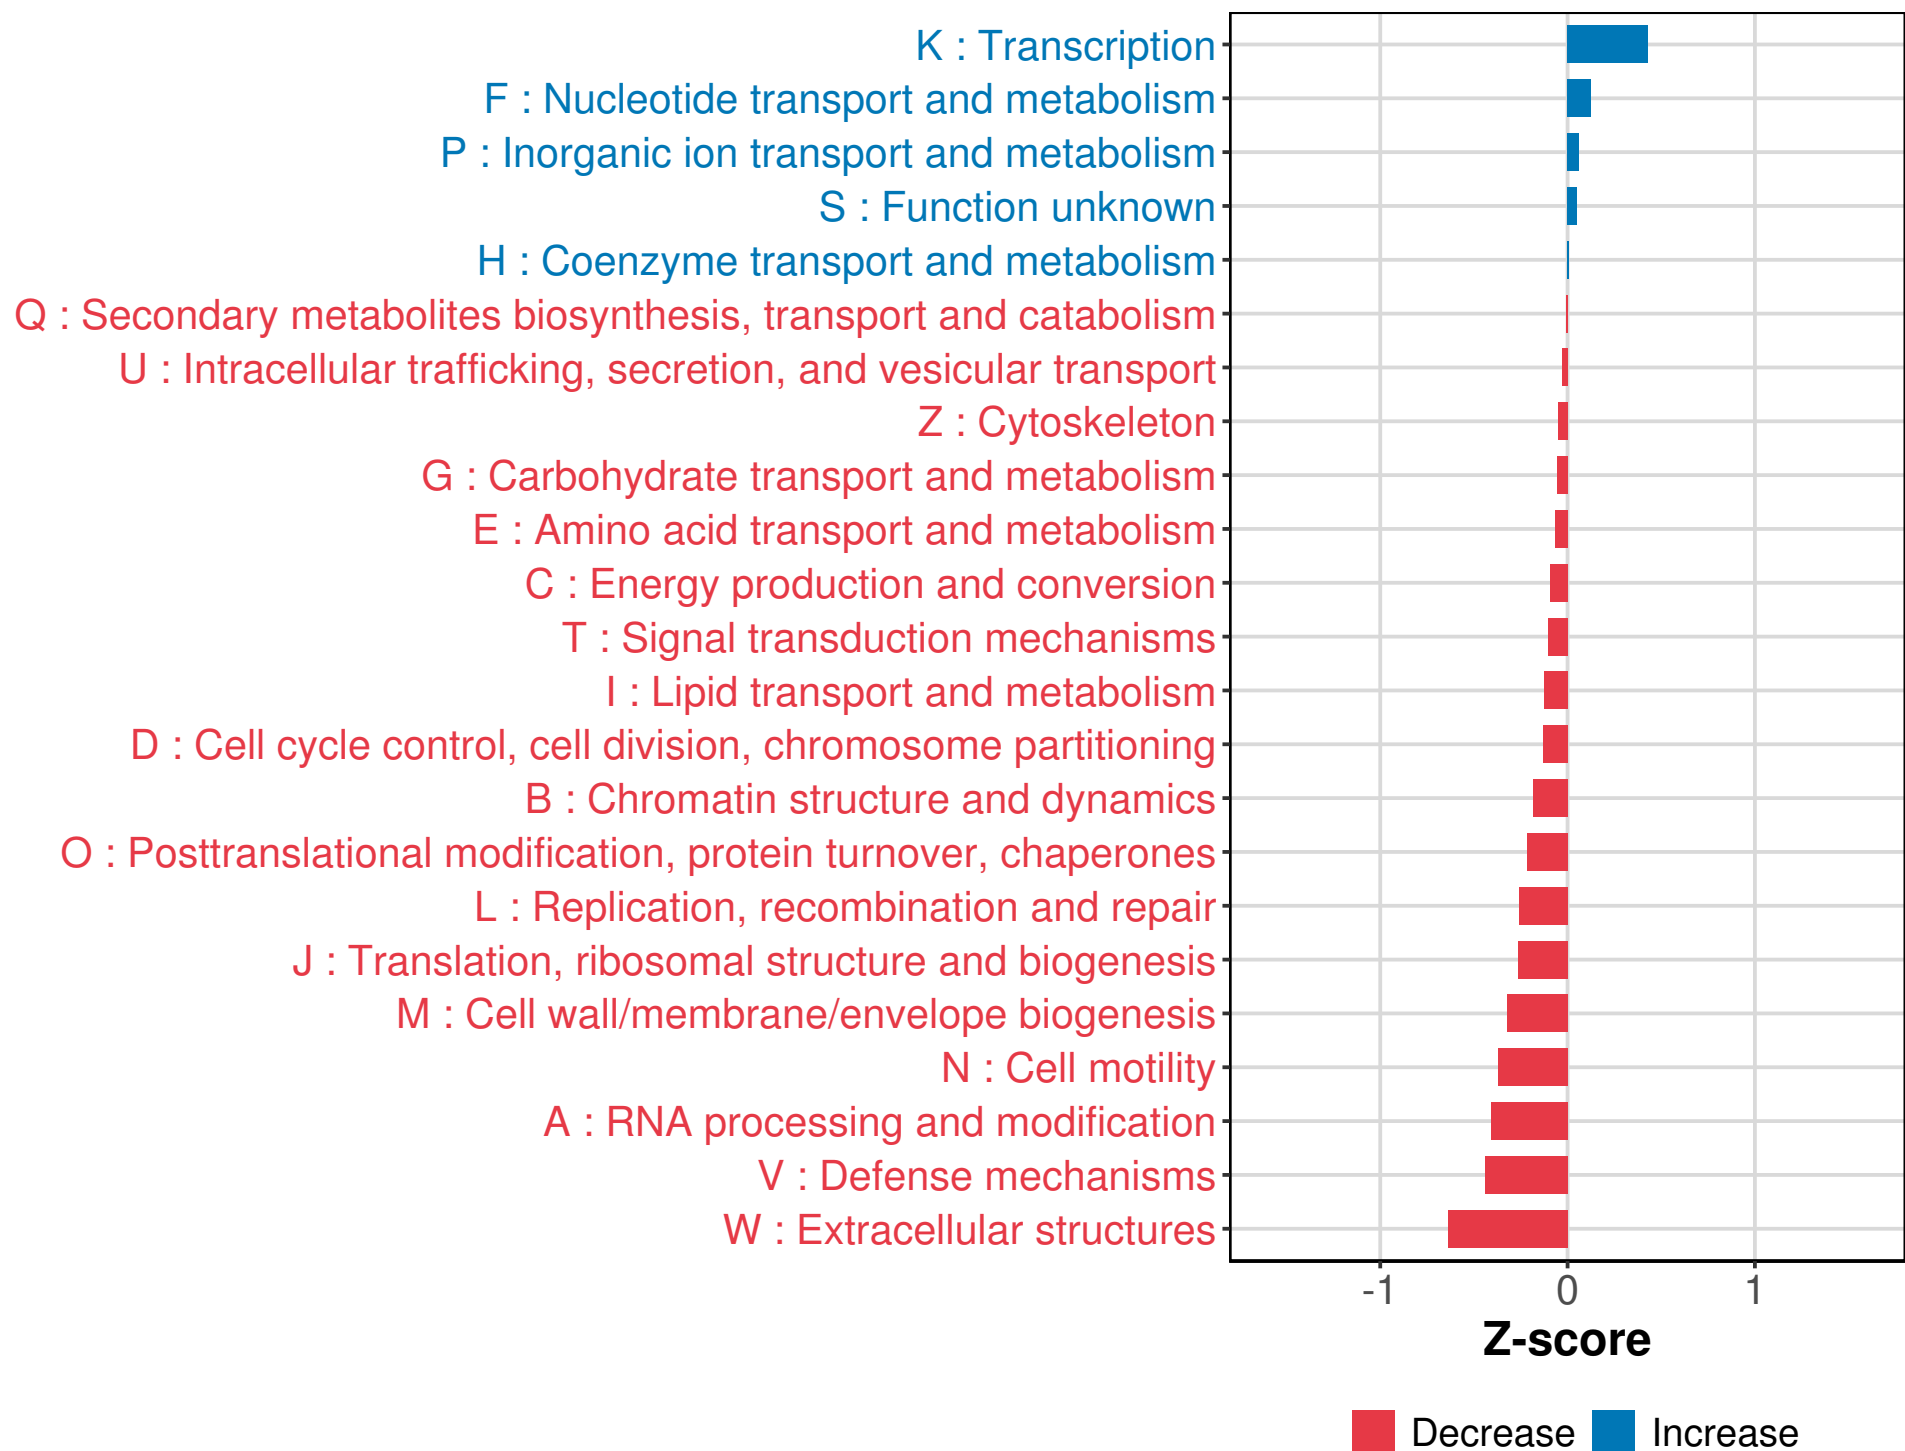 K : Transcription
F : Nucleotide transport and metabolism
P : Inorganic ion transport and metabolism
S : Function unknown
H : Coenzyme transport and metabolism
Q : Secondary metabolites biosynthesis, transport and catabolism
U : Intracellular trafficking, secretion, and vesicular transport
Z : Cytoskeleton
G : Carbohydrate transport and metabolism
E : Amino acid transport and metabolism
C : Energy production and conversion
T : Signal transduction mechanisms
I : Lipid transport and metabolism
D : Cell cycle control, cell division, chromosome partitioning
B : Chromatin structure and dynamics
O : Posttranslational modification, protein turnover, chaperones
L : Replication, recombination and repair
J : Translation, ribosomal structure and biogenesis
M : Cell wall/membrane/envelope biogenesis
N : Cell motility
A : RNA processing and modification
V : Defense mechanisms
W : Extracellular structures
-1 0 1
Z-score
Decrease Increase